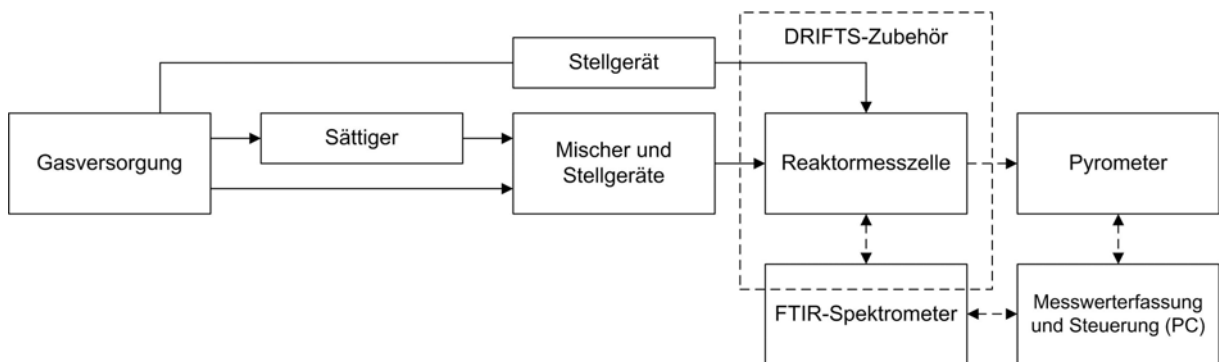 DRIFTS-Zubehör
Stellgerät
Gasversorgung
Sättiger
Mischer und
Stellgeräte
Reaktormesszelle
Pyrometer
FTIR-Spektrometer
Messwerterfassung
und Steuerung (PC)